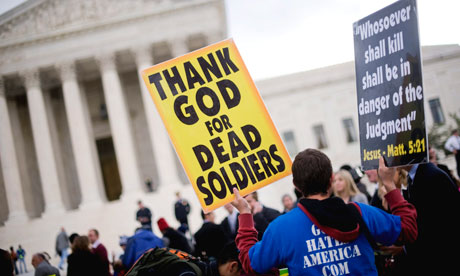 THANK
GOD
FOR
DEAD
SOLDIERS
"Whosoever
shall kill
shall be in
danger of the
Judgment"
Jesus - Matt. 5:21
HATES
AMERICA
.COM